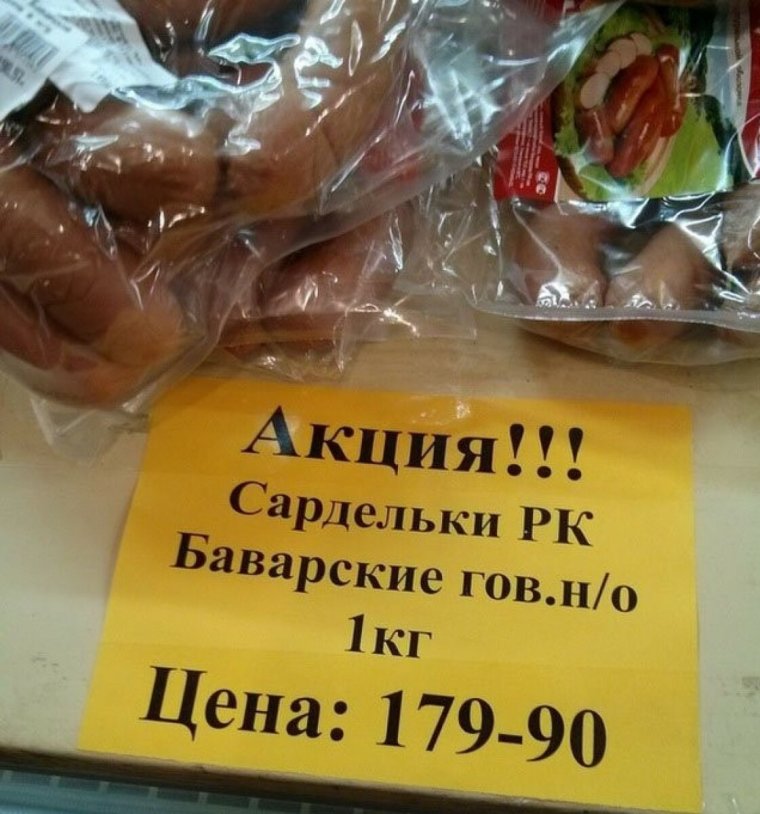 Акция!!!
Сардельки РК
Баварские гов.н/о
1кг
Цена: 179-90